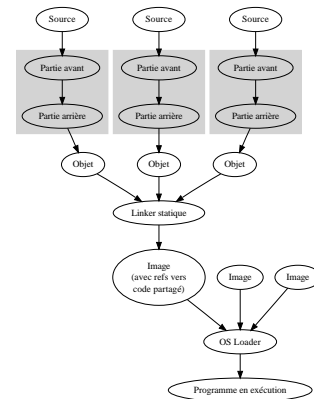 Source Source Source
Partie avant Partie avant Partie avant
Partie arrière Partie arrière Partie arrière
Objet Objet Objet
Linker statique
Image
(avec refs vers
code partagé)
Image Image
OS Loader
Programme en exécution